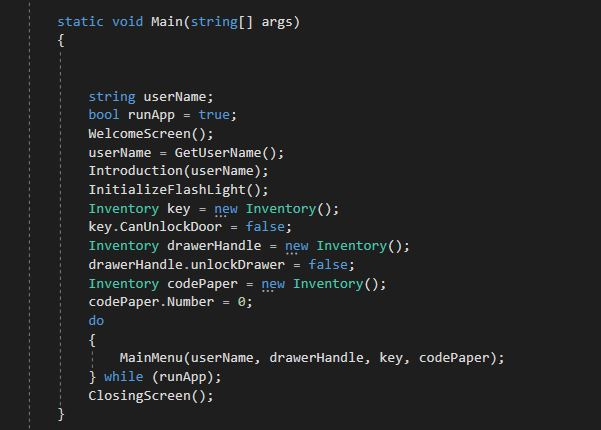 static void Main(string[] args)
{
string userName;
bool runApp = true;
WelcomeScreen();
userName = GetUserName();
Introduction(userName);
InitializeFlashLight();
Inventory key = new Inventory();
key.CanUnlockDoor = false;
Inventory drawerHandle = new Inventory();
drawerHandle.unlockDrawer = false;
Inventory codePaper = new Inventory();
codePaper.Number = 0;
do
{
MainMenu(userName, drawerHandle, key, codePaper);
} while (runApp);
ClosingScreen();
}